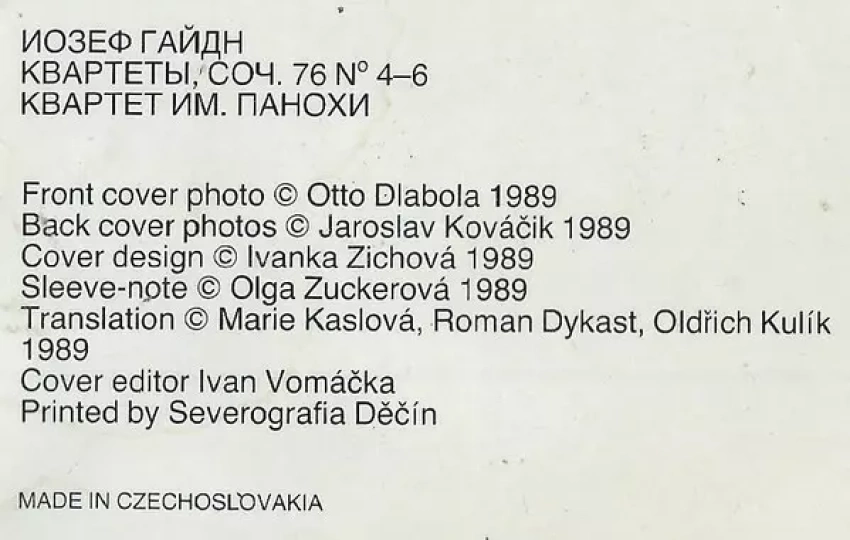 ИОЗЕФ ГАЙДН
КВАРТЕТЫ, СОЧ. 76 Nº 4–6
КВАРТЕТ ИМ. ПАНОХИ
Front cover photo © Otto Dlabola 1989
Back cover photos © Jaroslav Kováčik 1989
Cover design © Ivanka Zichová 1989
Sleeve-note © Olga Zuckerová 1989
Translation © Marie Kaslová, Roman Dykast, Oldřich Kulík
1989
Cover editor Ivan Vomáčka
Printed by Severografia Děčín
MADE IN CZECHOSLOVAKIA